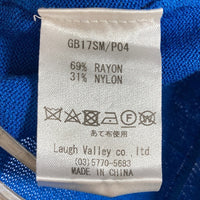 GB17SM/P04
69% RAYON
31% NYLON
あて布使用
Laugh Valley co.,ltd
(03)5770-5683
MADE IN CHINA